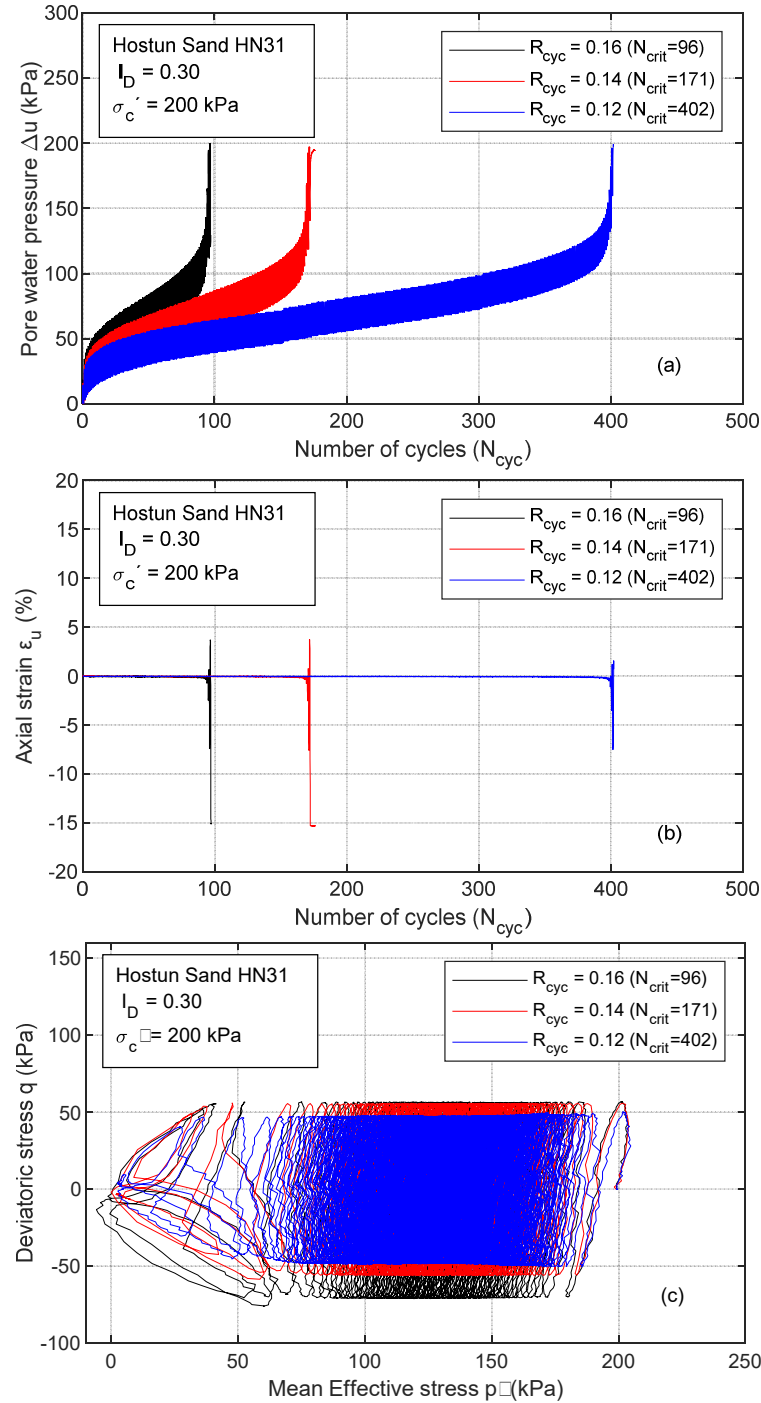 300
250
200
150
100
50
0
Pore water pressure Δu (kPa)
Hostun Sand HN31
I_D = 0.30
σ_c′ = 200 kPa
R_cyc = 0.16 (N_crit=96)
R_cyc = 0.14 (N_crit=171)
R_cyc = 0.12 (N_crit=402)
(a)
0 100 200 300 400 500
Number of cycles (N_cyc)
20
15
10
5
0
-5
-10
-15
-20
Axial strain ε_u (%)
Hostun Sand HN31
I_D = 0.30
σ_c′ = 200 kPa
R_cyc = 0.16 (N_crit=96)
R_cyc = 0.14 (N_crit=171)
R_cyc = 0.12 (N_crit=402)
(b)
0 100 200 300 400 500
Number of cycles (N_cyc)
150
100
50
0
-50
-100
Deviatoric stress q (kPa)
Hostun Sand HN31
I_D = 0.30
σ_c□= 200 kPa
R_cyc = 0.16 (N_crit=96)
R_cyc = 0.14 (N_crit=171)
R_cyc = 0.12 (N_crit=402)
(c)
0 50 100 150 200 250
Mean Effective stress p□(kPa)